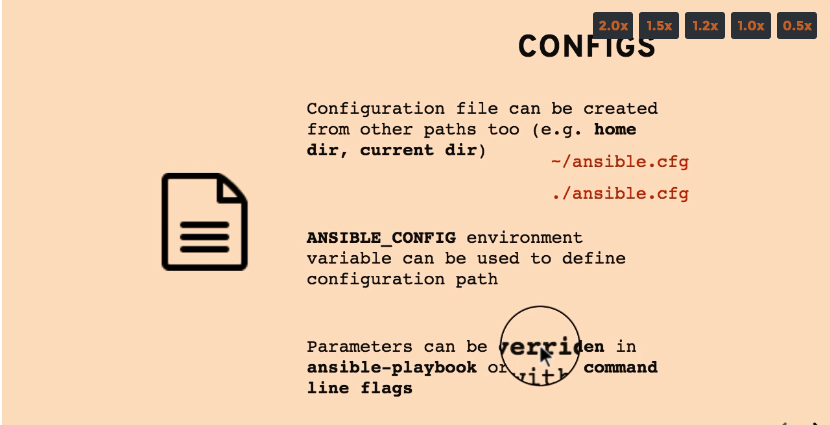 2.0x 1.5x 1.2x 1.0x 0.5x
CONFIGS
Configuration file can be created
from other paths too (e.g. home
dir, current dir)
~/ansible.cfg
./ansible.cfg
ANSIBLE_CONFIG environment
variable can be used to define
configuration path
Parameters can be verriden in
ansible-playbook or with command
line flags